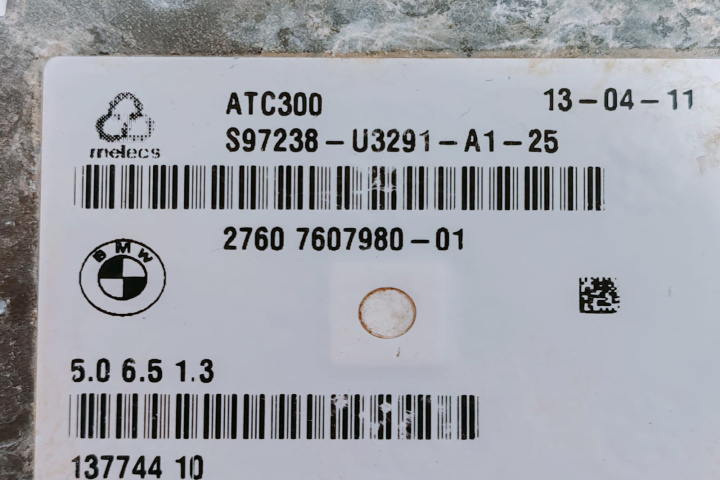 ATC300
13-04-11
melecs
S97238-U3291-A1-25
2760 7607980-01
BMW
5.0 6.5 1.3
137744 10